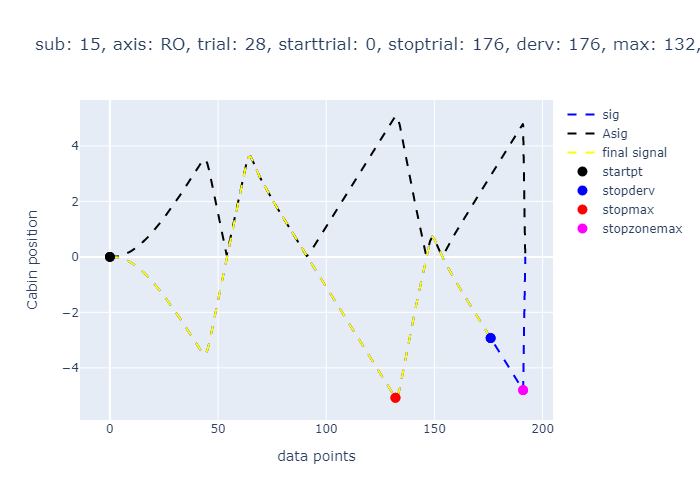 sub: 15, axis: RO, trial: 28, starttrial: 0, stoptrial: 176, derv: 176, max: 132,
sig
Asig
final signal
startpt
stopderv
stopmax
stopzonemax
Cabin position
4
2
0
−2
−4
0
50
100
150
200
data points